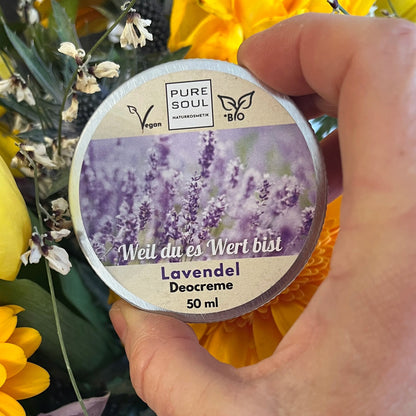 PURE
SOUL
NATURKOSMETIK
Vegan
*BIO
Weil du es Wert bist
Lavendel
Deocreme
50 ml